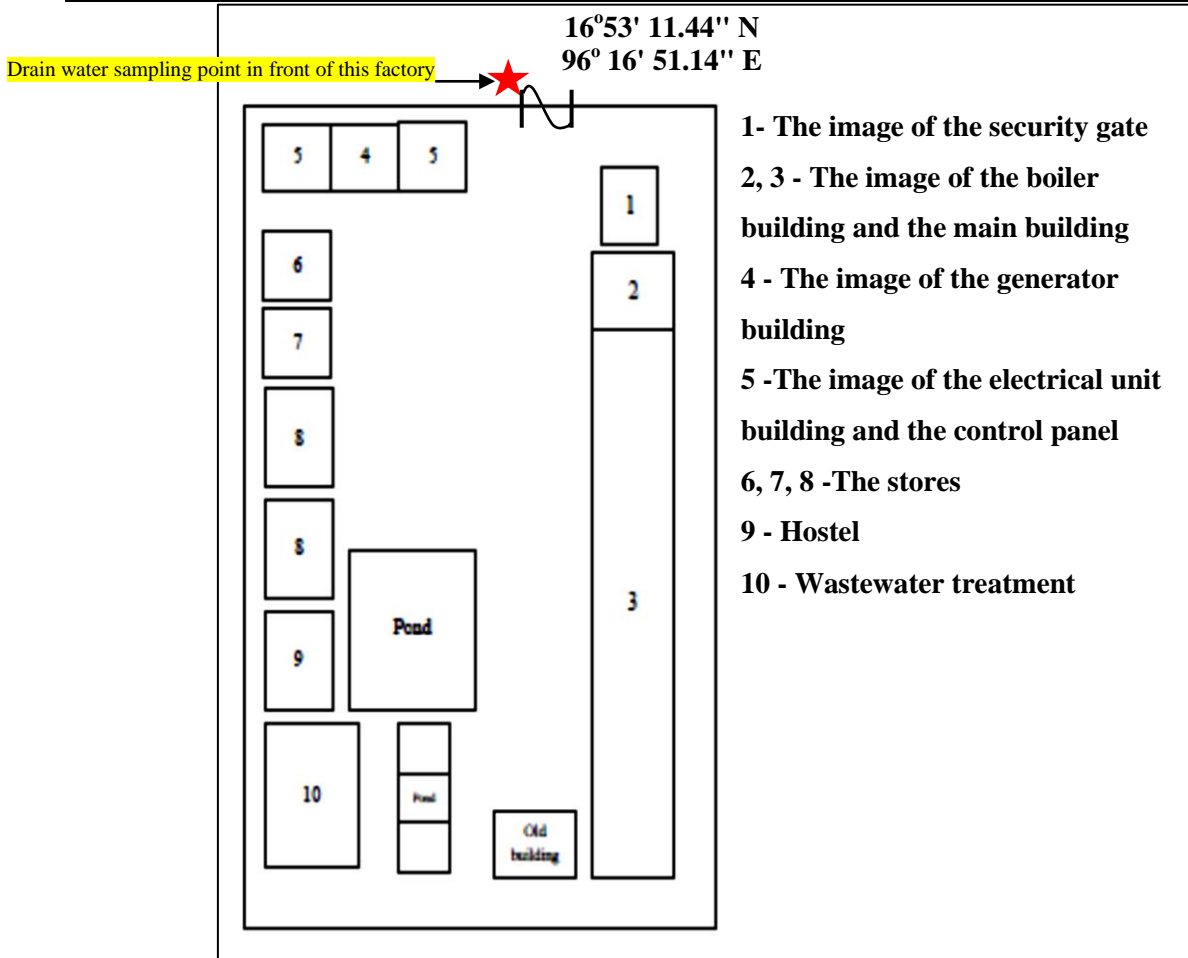 16°53' 11.44'' N
96° 16' 51.14'' E
Drain water sampling point in front of this factory
5 4 5
1
6
2
7
8
8
3
Pond
9
10
Pond
Old
building
1- The image of the security gate
2, 3 - The image of the boiler
building and the main building
4 - The image of the generator
building
5 -The image of the electrical unit
building and the control panel
6, 7, 8 -The stores
9 - Hostel
10 - Wastewater treatment